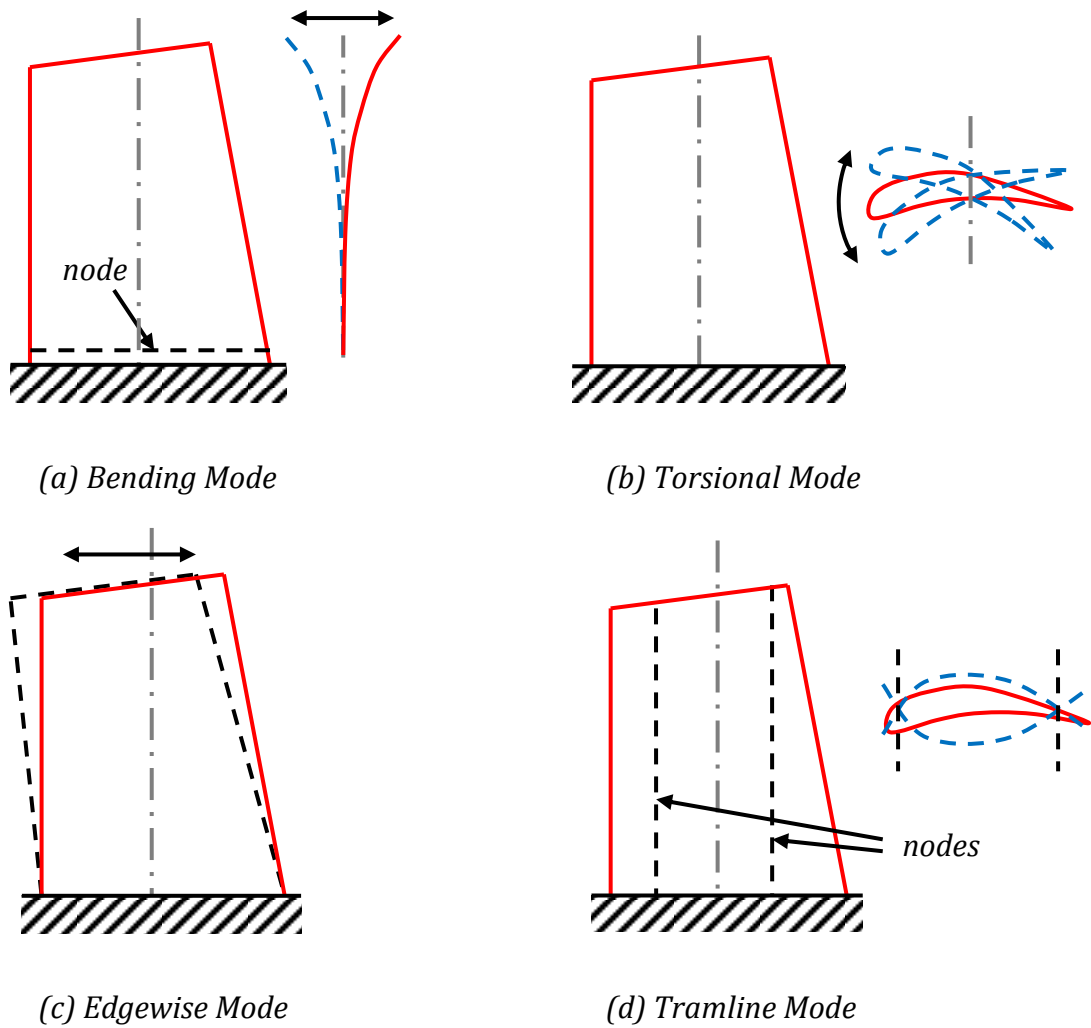 node
(a) Bending Mode
(b) Torsional Mode
nodes
(c) Edgewise Mode
(d) Tramline Mode